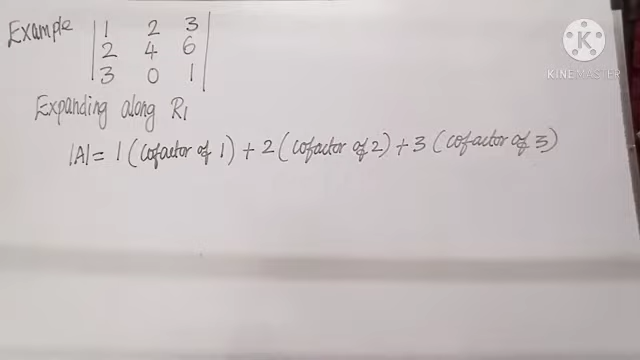 Example | 1 2 3 |
| 2 4 6 |
| 3 0 1 |
Expanding along R1
|A| = 1 (cofactor of 1) + 2 (cofactor of 2) + 3 (cofactor of 3)
KINEMASTER